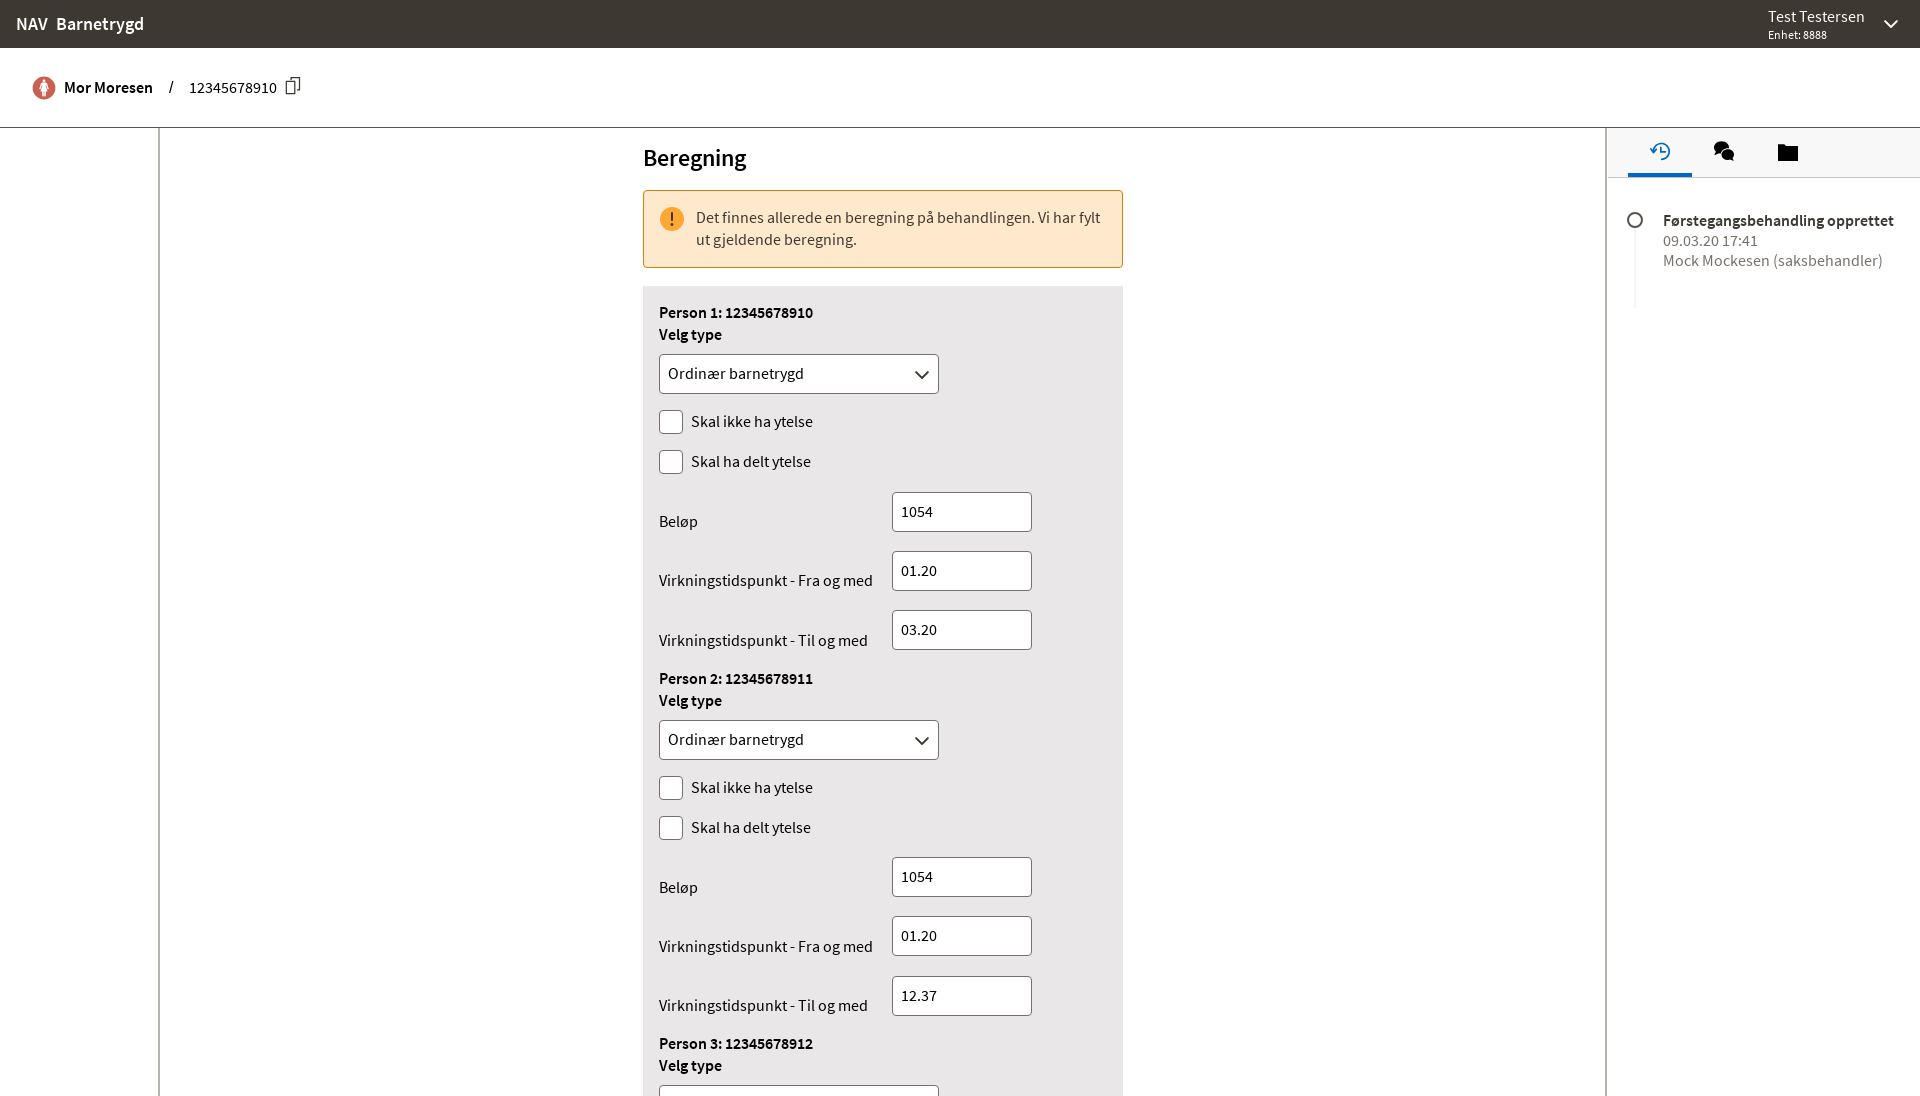 NAV Barnetrygd
Test Testersen
Enhet: 8888
Mor Moresen / 12345678910
Beregning
Det finnes allerede en beregning på behandlingen. Vi har fylt
ut gjeldende beregning.
Person 1: 12345678910
Velg type
Ordinær barnetrygd
Skal ikke ha ytelse
Skal ha delt ytelse
Beløp 1054
Virkningstidspunkt - Fra og med 01.20
Virkningstidspunkt - Til og med 03.20
Person 2: 12345678911
Velg type
Ordinær barnetrygd
Skal ikke ha ytelse
Skal ha delt ytelse
Beløp 1054
Virkningstidspunkt - Fra og med 01.20
Virkningstidspunkt - Til og med 12.37
Person 3: 12345678912
Velg type
Førstegangsbehandling opprettet
09.03.20 17:41
Mock Mockesen (saksbehandler)